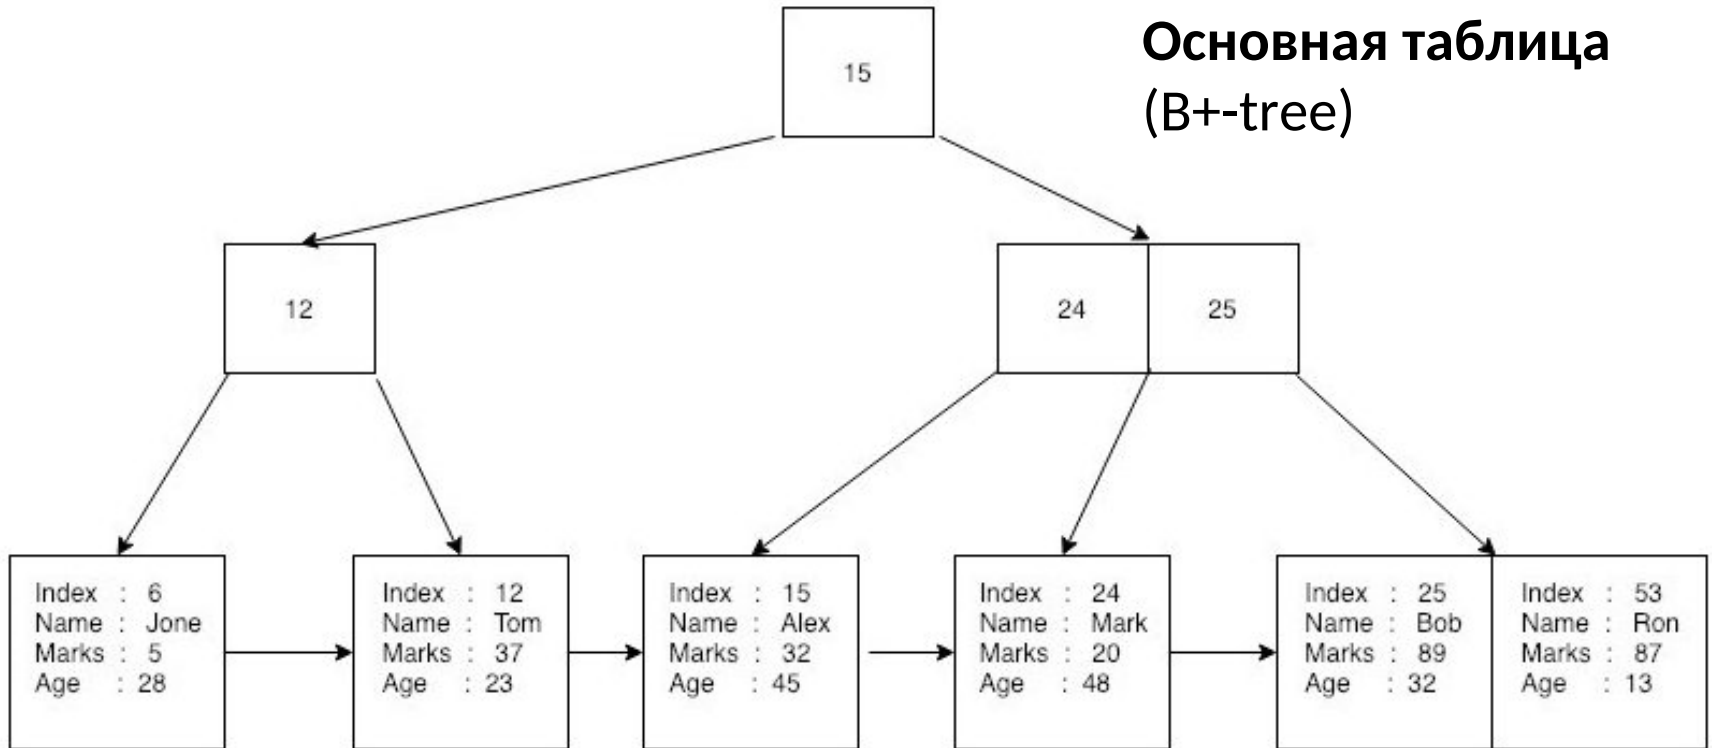 Основная таблица
(B+-tree)
15
12
24
25
Index : 6
Name : Jone
Marks : 5
Age : 28
Index : 12
Name : Tom
Marks : 37
Age : 23
Index : 15
Name : Alex
Marks : 32
Age : 45
Index : 24
Name : Mark
Marks : 20
Age : 48
Index : 25
Name : Bob
Marks : 89
Age : 32
Index : 53
Name : Ron
Marks : 87
Age : 13